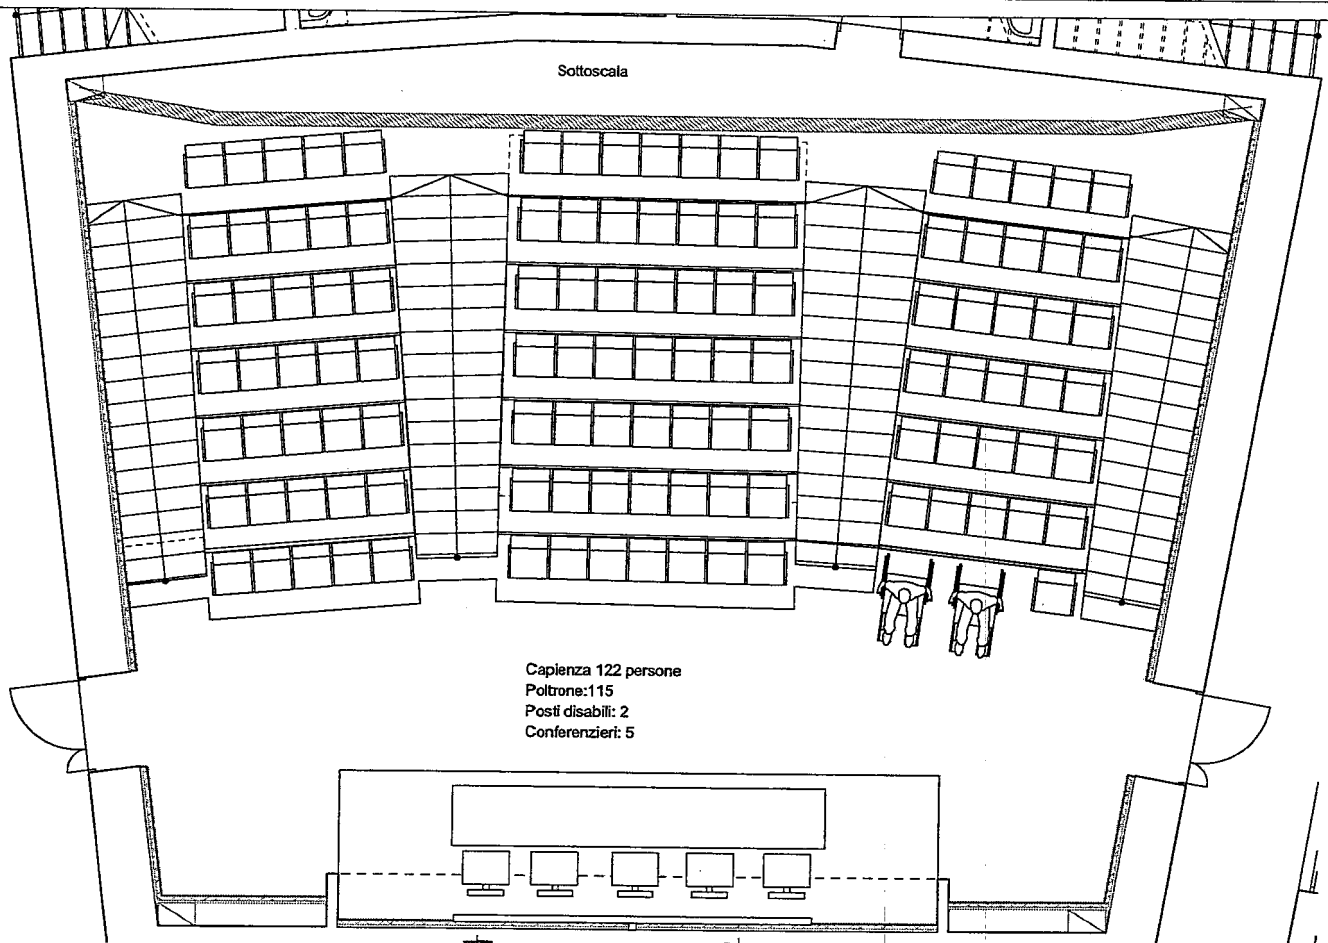 Sottoscala
Capienza 122 persone
Poltrone:115
Posti disabili: 2
Conferenzieri: 5